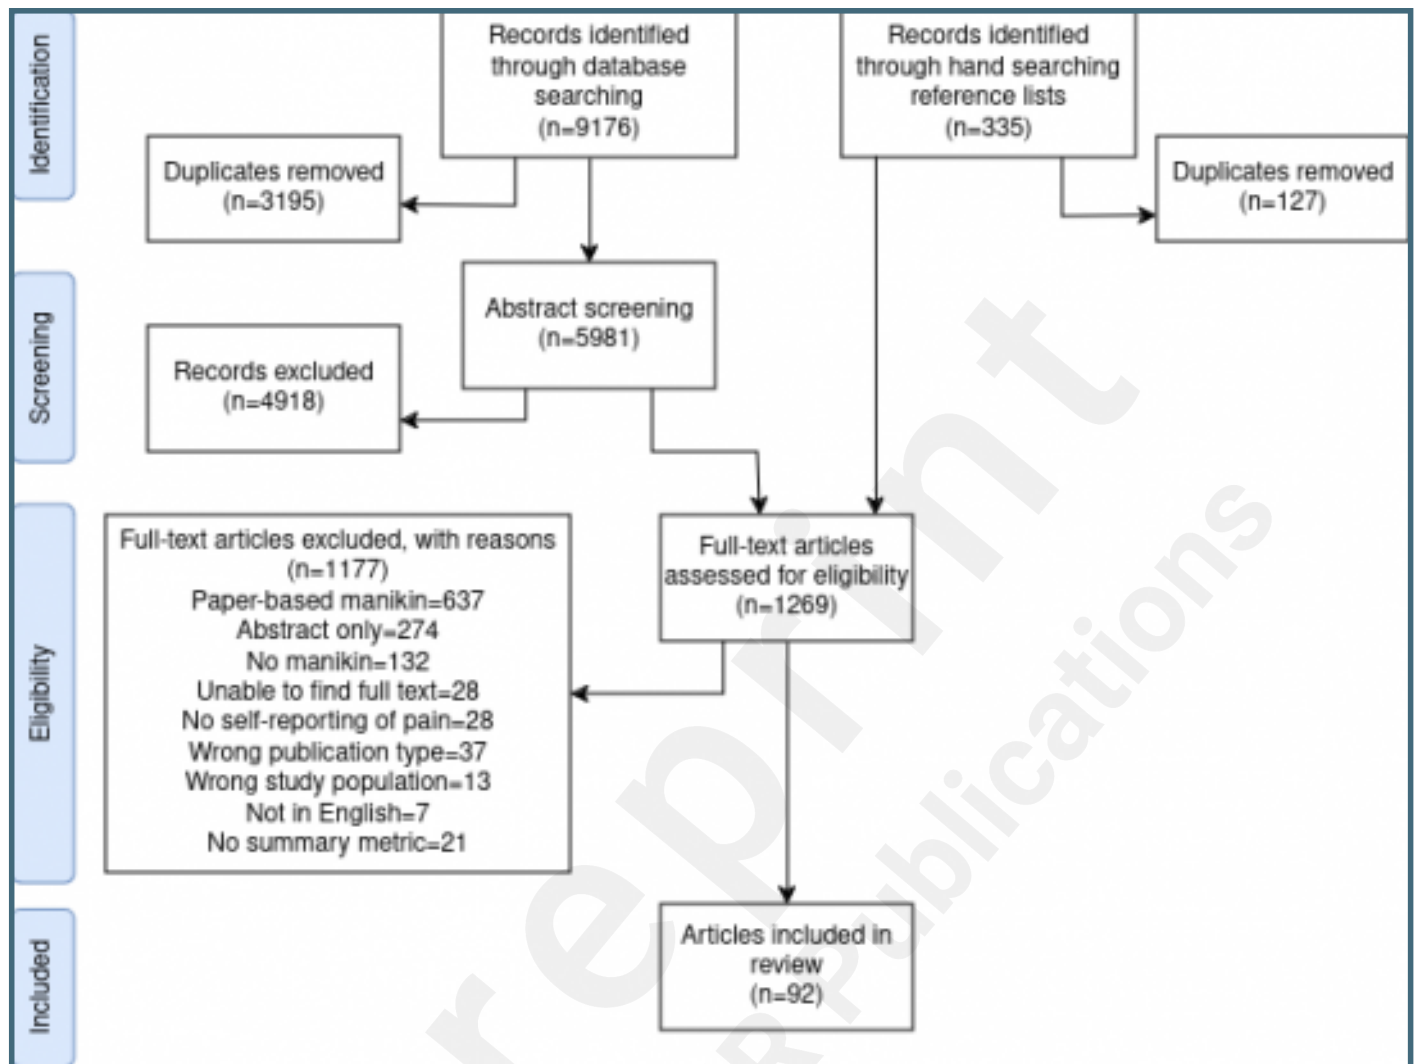 Identification
Records identified
through database
searching
(n=9176)
Records identified
through hand searching
reference lists
(n=335)
Duplicates removed
(n=3195)
Duplicates removed
(n=127)
Screening
Abstract screening
(n=5981)
Records excluded
(n=4918)
Eligibility
Full-text articles excluded, with reasons
(n=1177)
Paper-based manikin=637
Abstract only=274
No manikin=132
Unable to find full text=28
No self-reporting of pain=28
Wrong publication type=37
Wrong study population=13
Not in English=7
No summary metric=21
Full-text articles
assessed for eligibility
(n=1269)
Included
Articles included in
review
(n=92)
reprint
R Publications